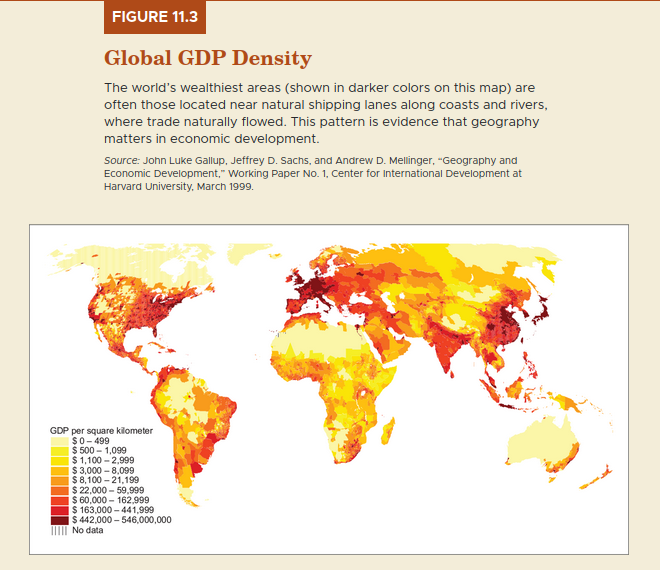 FIGURE 11.3
Global GDP Density
The world’s wealthiest areas (shown in darker colors on this map) are
often those located near natural shipping lanes along coasts and rivers,
where trade naturally flowed. This pattern is evidence that geography
matters in economic development.
Source: John Luke Gallup, Jeffrey D. Sachs, and Andrew D. Mellinger, “Geography and
Economic Development,” Working Paper No. 1, Center for International Development at
Harvard University, March 1999.
GDP per square kilometer
$ 0 – 499
$ 500 – 1,099
$ 1,100 – 2,999
$ 3,000 – 8,099
$ 8,100 – 21,199
$ 22,000 – 59,999
$ 60,000 – 162,999
$ 163,000 – 441,999
$ 442,000 – 546,000,000
No data